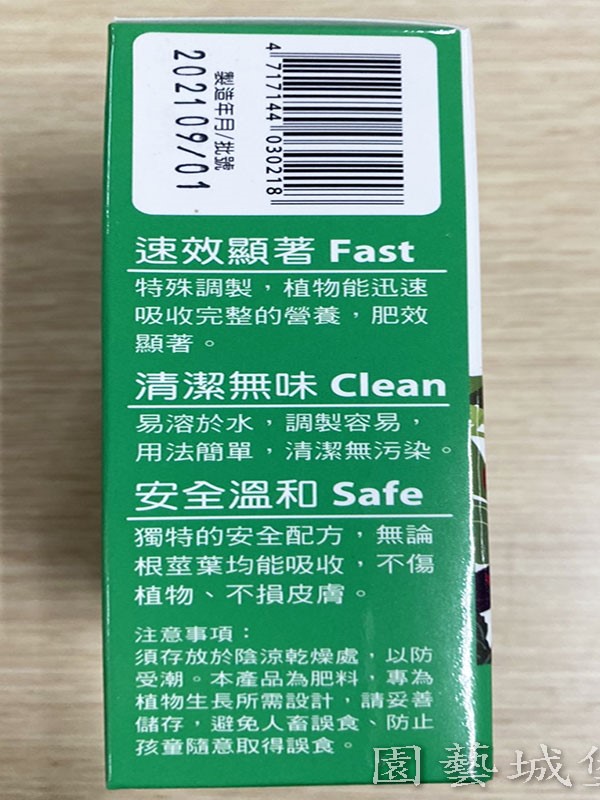 製造年月/批號
202109/01
4 717144 030218
速效顯著 Fast
特殊調製，植物能迅速
吸收完整的營養，肥效
顯著。
清潔無味 Clean
易溶於水，調製容易，
用法簡單，清潔無污染。
安全溫和 Safe
獨特的安全配方，無論
根莖葉均能吸收，不傷
植物、不損皮膚。
注意事項：
須存放於陰涼乾燥處，以防
受潮。本產品為肥料，專為
植物生長所需設計，請妥善
儲存，避免人畜誤食、防止
孩童隨意取得誤食。
園藝城堡